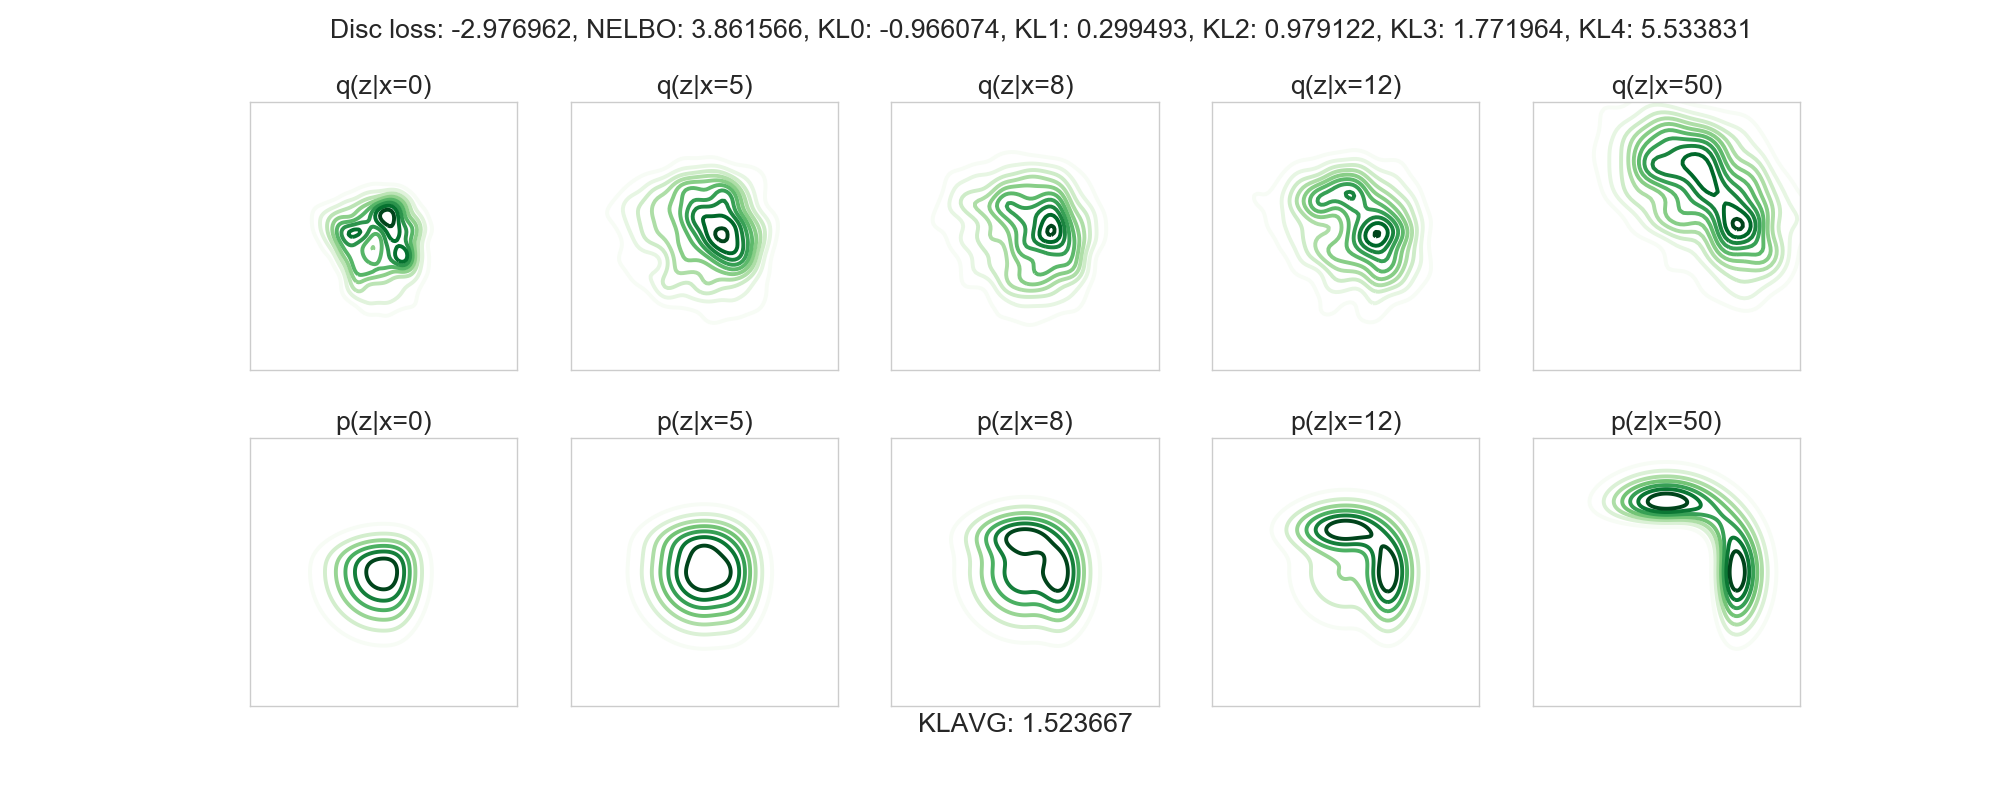 Disc loss: -2.976962, NELBO: 3.861566, KL0: -0.966074, KL1: 0.299493, KL2: 0.979122, KL3: 1.771964, KL4: 5.533831
q(z|x=0) q(z|x=5) q(z|x=8) q(z|x=12) q(z|x=50)
p(z|x=0) p(z|x=5) p(z|x=8) p(z|x=12) p(z|x=50)
KLAVG: 1.523667